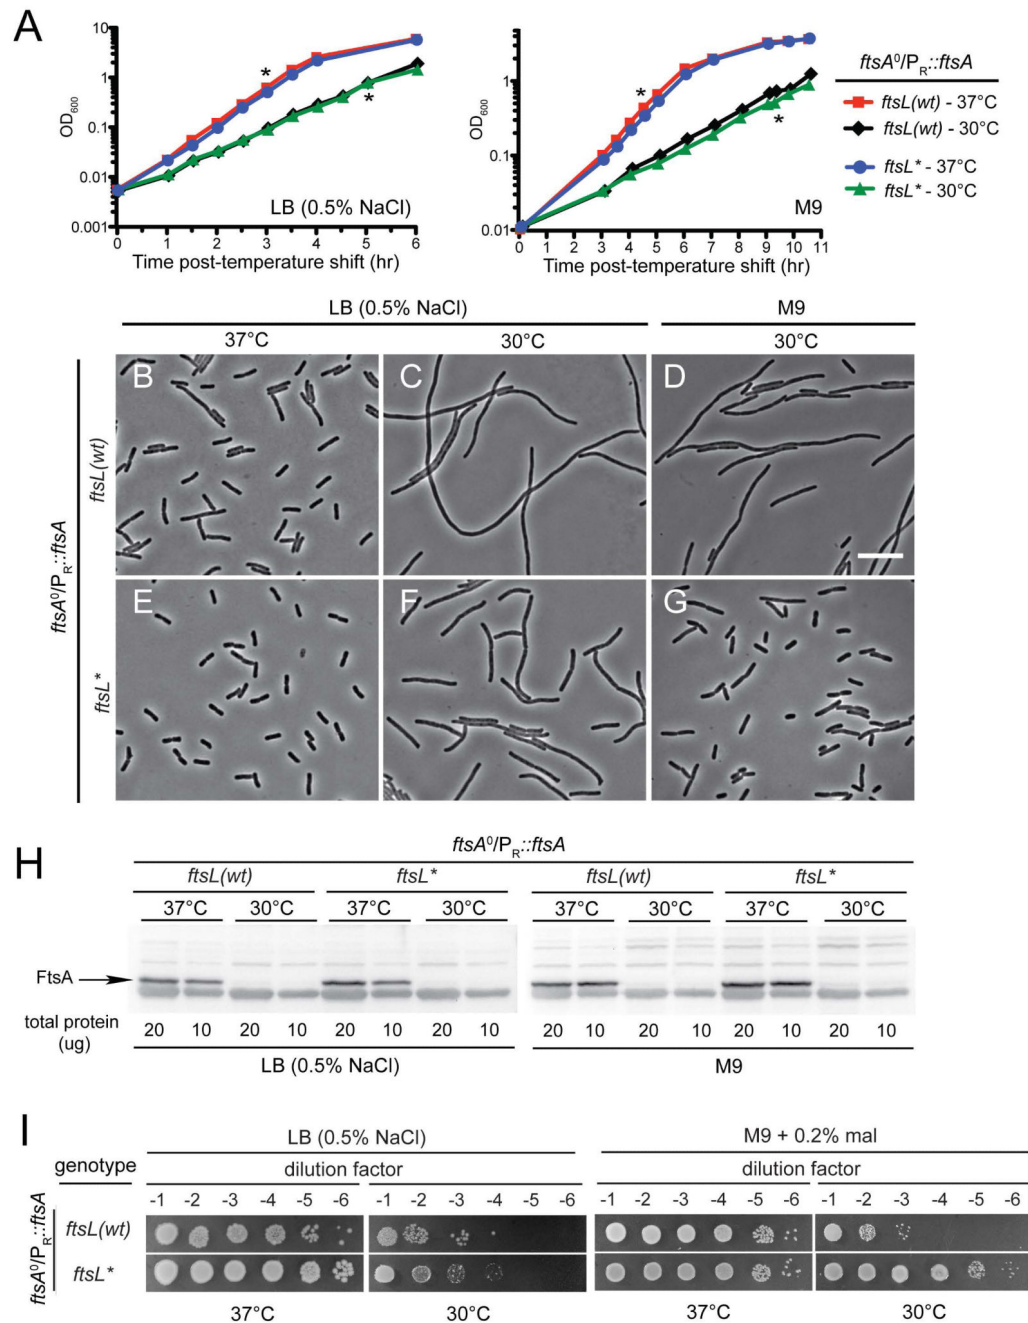 A
10
1
0.1
0.01
0.001
OD600
0 1 2 3 4 5 6
Time post-temperature shift (hr)
LB (0.5% NaCl)
*
*
1
0.1
0.01
OD600
0 1 2 3 4 5 6 7 8 9 10 11
Time post-temperature shift (hr)
M9
*
*
ftsA⁰/PR::ftsA
ftsL(wt) - 37°C
ftsL(wt) - 30°C
ftsL* - 37°C
ftsL* - 30°C
LB (0.5% NaCl) M9
37°C 30°C 30°C
ftsA⁰/PR::ftsA
ftsL(wt)
B C D
ftsL*
E F G
H
ftsA⁰/PR::ftsA
ftsL(wt) ftsL* ftsL(wt) ftsL*
37°C 30°C 37°C 30°C 37°C 30°C 37°C 30°C
FtsA
total protein
(ug)
20 10 20 10 20 10 20 10 20 10 20 10 20 10 20 10
LB (0.5% NaCl) M9
I
LB (0.5% NaCl) M9 + 0.2% mal
genotype dilution factor dilution factor
-1 -2 -3 -4 -5 -6 -1 -2 -3 -4 -5 -6 -1 -2 -3 -4 -5 -6 -1 -2 -3 -4 -5 -6
ftsA⁰/PR::ftsA
ftsL(wt)
ftsL*
37°C 30°C 37°C 30°C